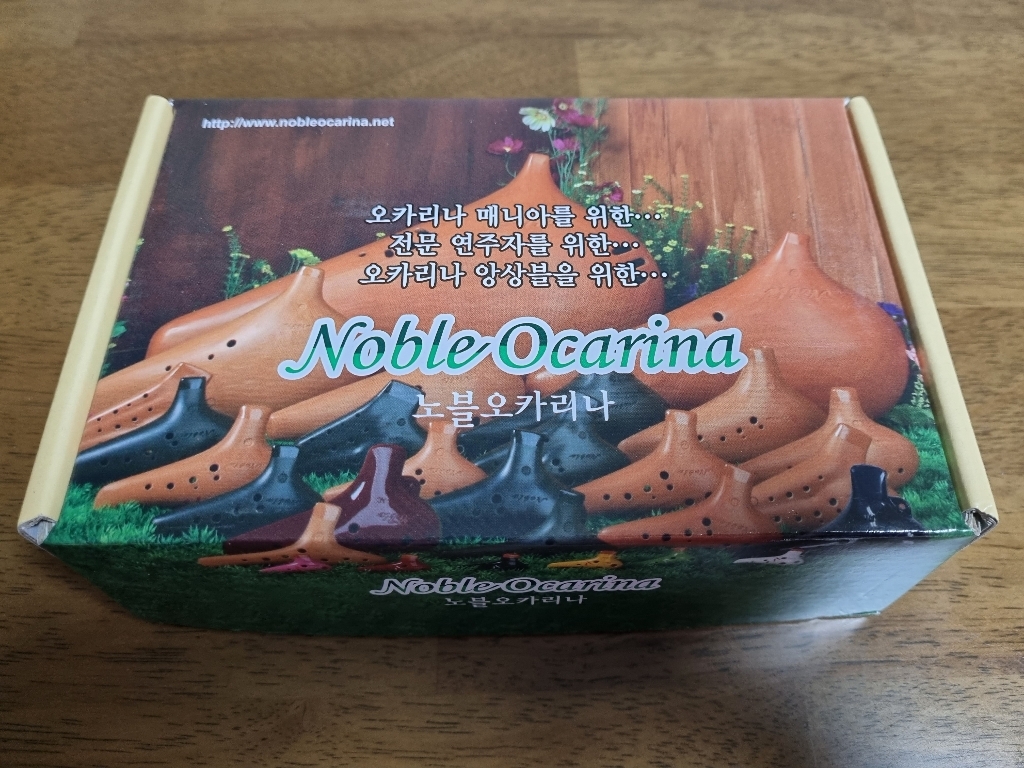 http://www.nobleocarina.net
오카리나 매니아를 위한…
전문 연주자를 위한…
오카리나 앙상블을 위한…
Noble Ocarina
노블오카리나
Noble Ocarina
노블오카리나